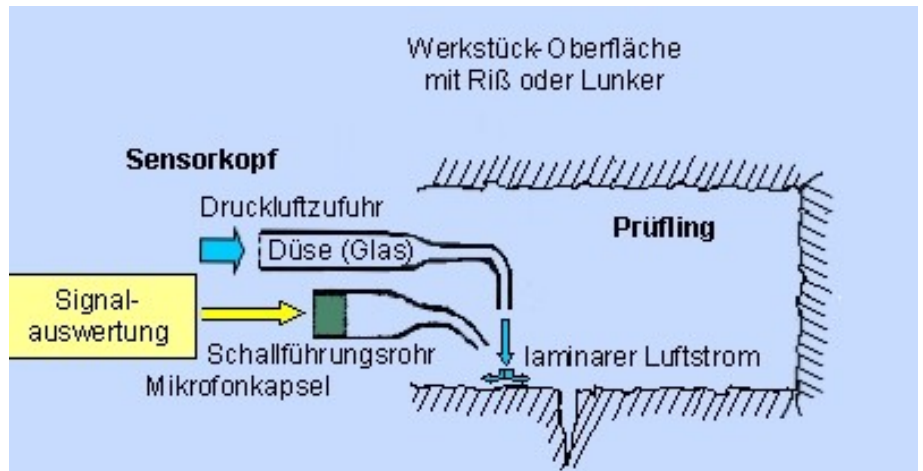 Werkstück-Oberfläche
mit Riß oder Lunker
Sensorkopf
Druckluftzufuhr
Prüfling
Düse (Glas)
Signal-
auswertung
Schallführungsrohr
laminarer Luftstrom
Mikrofonkapsel